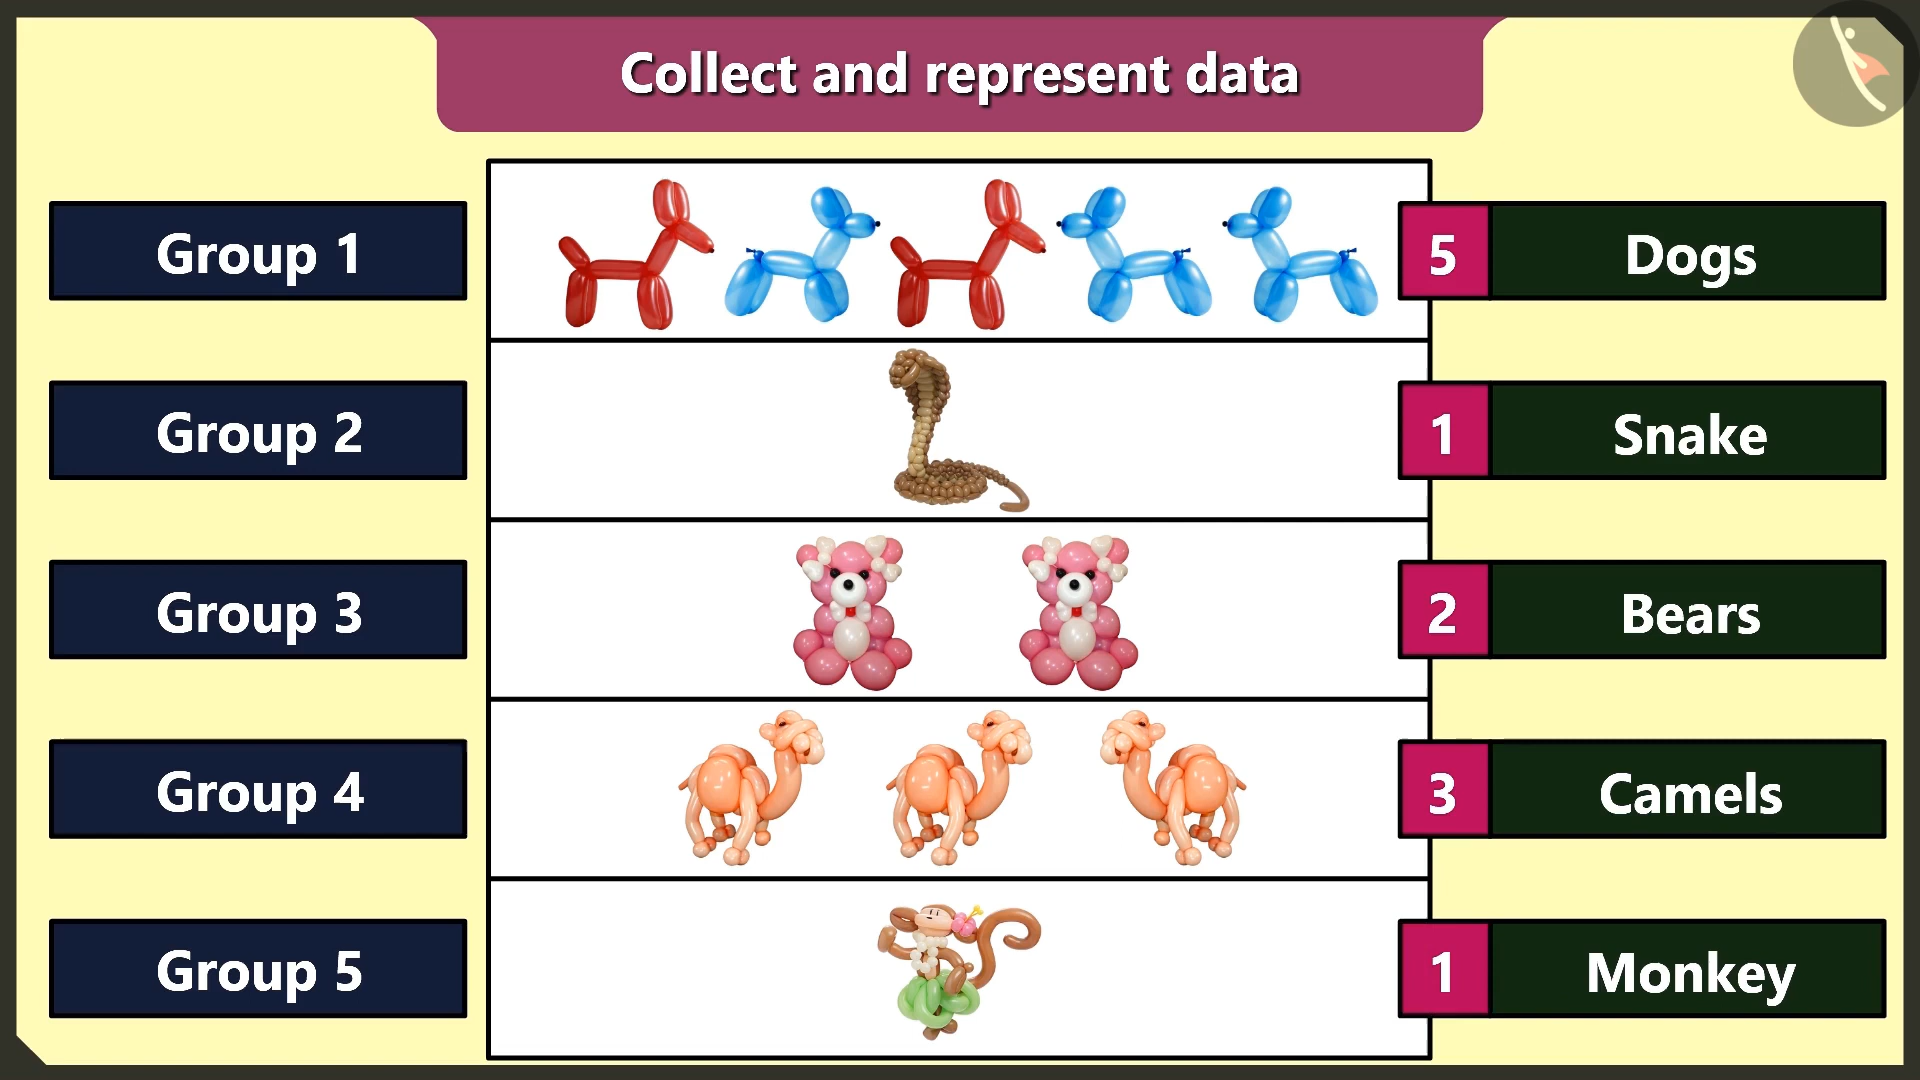 Collect and represent data
Group 1
5 Dogs
Group 2
1 Snake
Group 3
2 Bears
Group 4
3 Camels
Group 5
1 Monkey